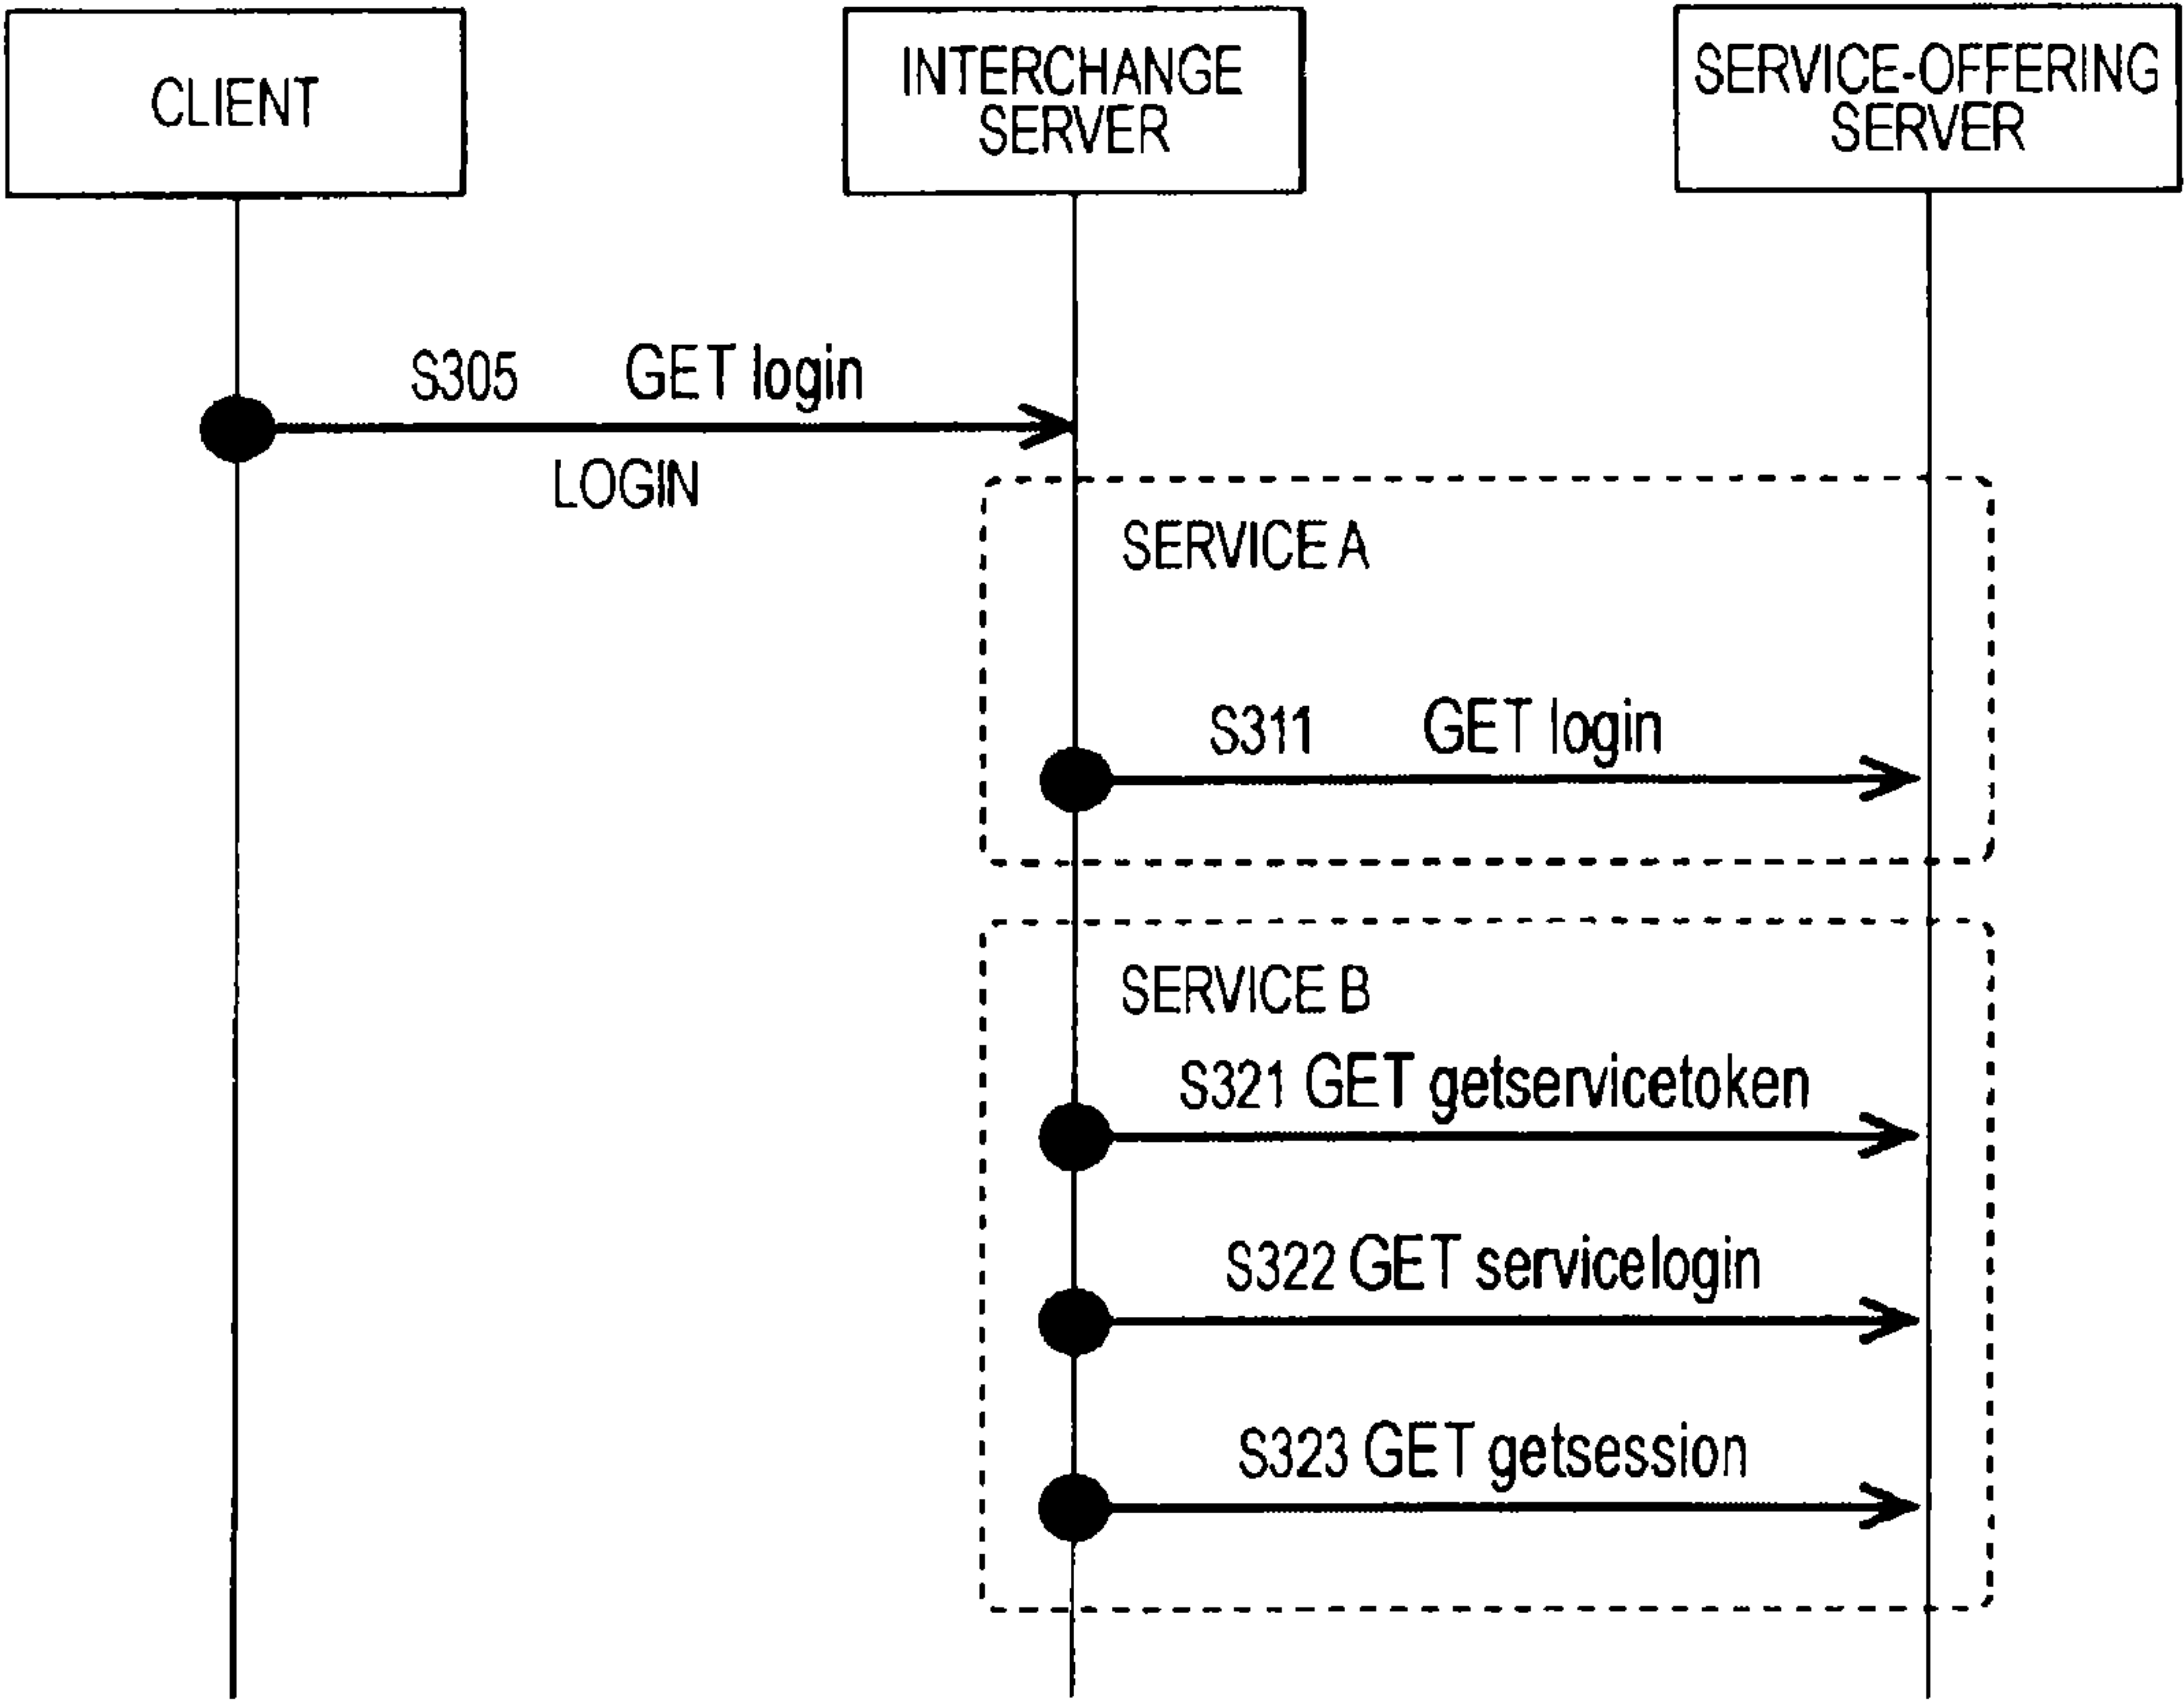 CLIENT
INTERCHANGE
SERVER
SERVICE-OFFERING
SERVER
S305 GET login
LOGIN
SERVICE A
S311 GET login
SERVICE B
S321 GET getservicetoken
S322 GET servicelogin
S323 GET getsession